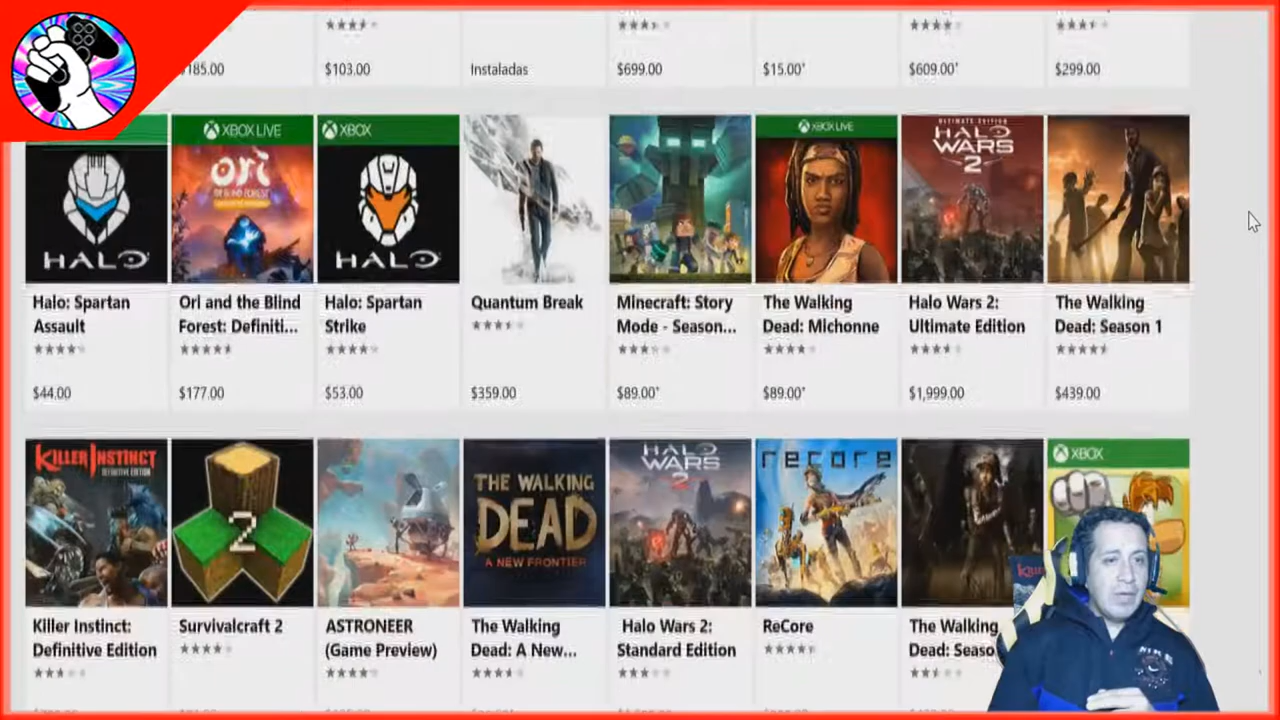 $185.00
$103.00
Instaladas
$699.00
$15.00*
$609.00*
$299.00
XBOX LIVE
XBOX
XBOX LIVE
ULTIMATE EDITION
HALO
WARS
2
ori
HALO
HALO
Halo: Spartan
Assault
Ori and the Blind
Forest: Definiti...
Halo: Spartan
Strike
Quantum Break
Minecraft: Story
Mode - Season...
The Walking
Dead: Michonne
Halo Wars 2:
Ultimate Edition
The Walking
Dead: Season 1
$44.00
$177.00
$53.00
$359.00
$89.00*
$89.00*
$1,999.00
$439.00
KILLER INSTINCT
DEFINITIVE EDITION
2
THE WALKING
DEAD
A NEW FRONTIER
HALO
WARS
2
recore
XBOX
Killer Instinct:
Definitive Edition
Survivalcraft 2
ASTRONEER
(Game Preview)
The Walking
Dead: A New...
Halo Wars 2:
Standard Edition
ReCore
The Walking
Dead: Seaso